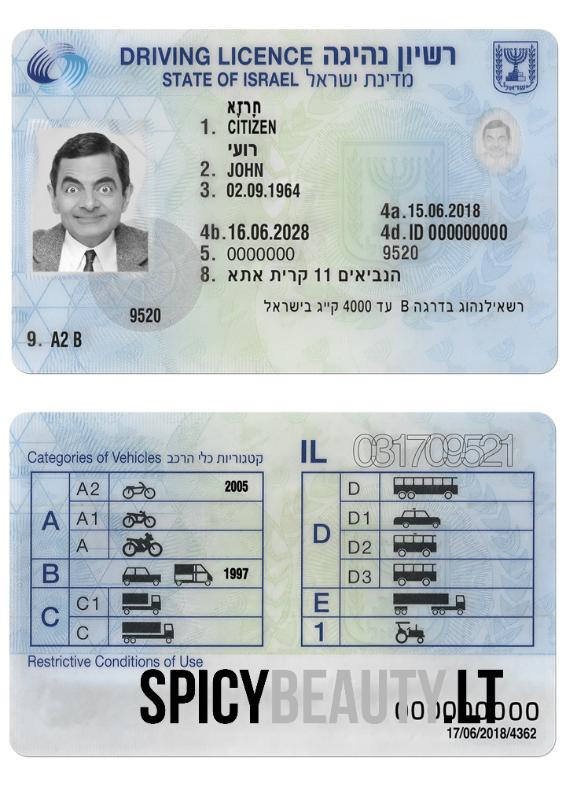 DRIVING LICENCE רשיון נהיגה
STATE OF ISRAEL מדינת ישראל
חָרְזָא
1. CITIZEN
רועי
2. JOHN
3. 02.09.1964
4a. 15.06.2018
4b. 16.06.2028
4d. ID 000000000
5. 0000000
9520
8. הנביאים 11 קרית אתא
רשאילנהוג בדרגה B עד 4000 קייג בישראל
9520
9. A2 B
Categories of Vehicles קטגוריות כלי הרכב
IL 031709521
A
A2 2005
A1
A
B 1997
C
C1
C
D
D
D1
D2
D3
E
1
Restrictive Conditions of Use
SPICYBEAUTY.LT
000000000
17/06/2018/4362